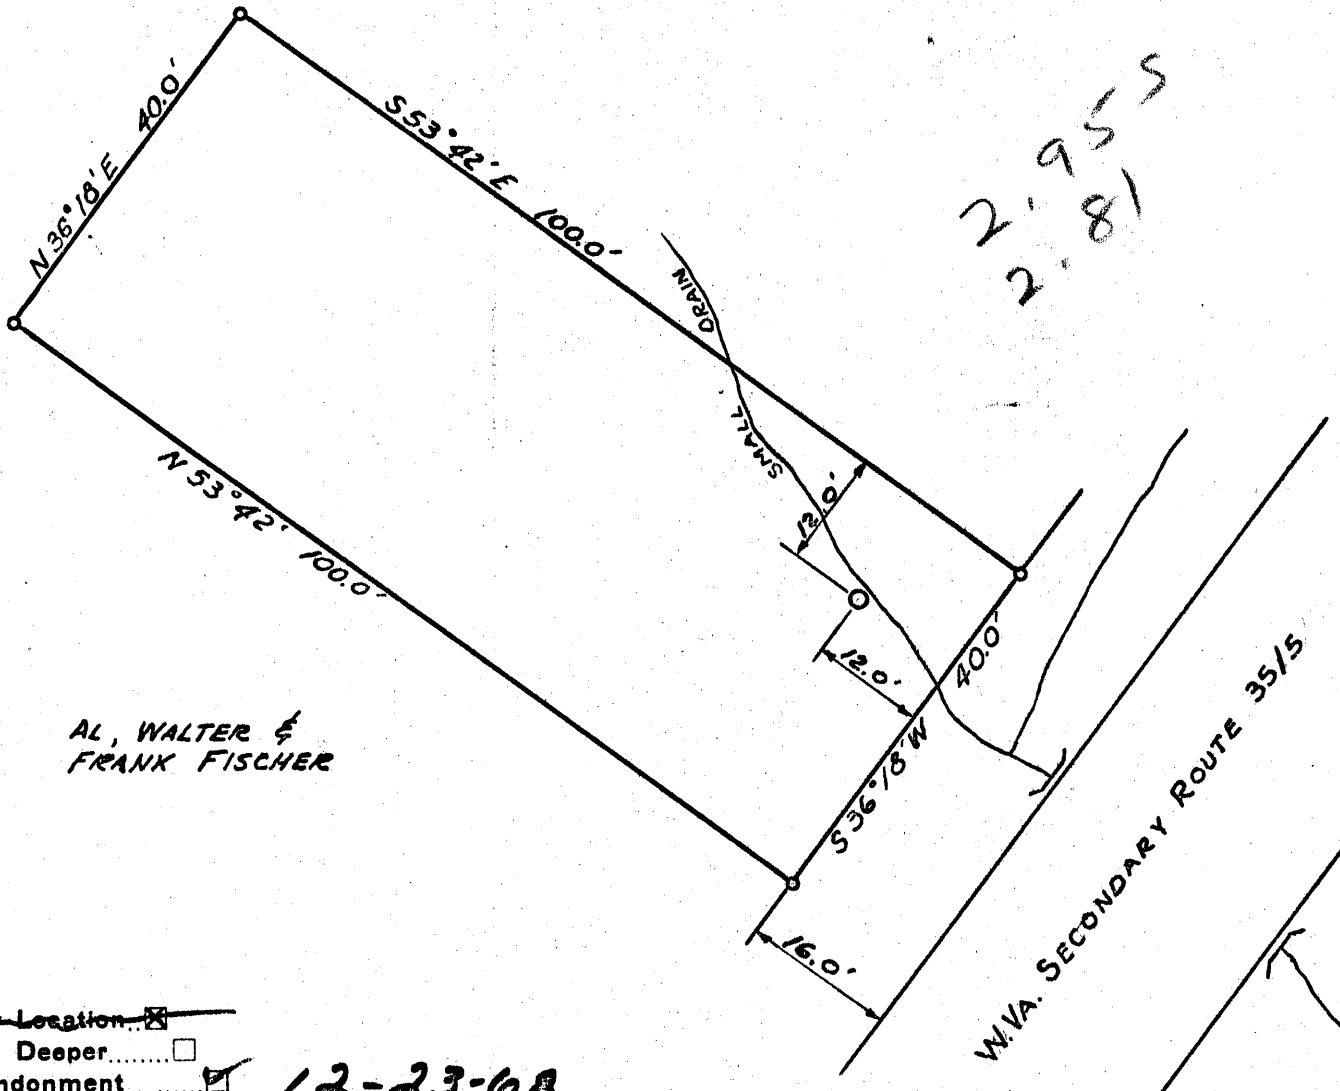 40.0'
N 36°18' E
S 53°42' E 100.0'
2.95 5
2.81
SMALL DRAIN
12.0'
N 53°42' 100.0'
12.0'
S 36°18' W 40.0'
AL, WALTER &
FRANK FISCHER
16.0'
W.VA. SECONDARY ROUTE 35/5
Location..
Deeper........
ndonment
12-23-68